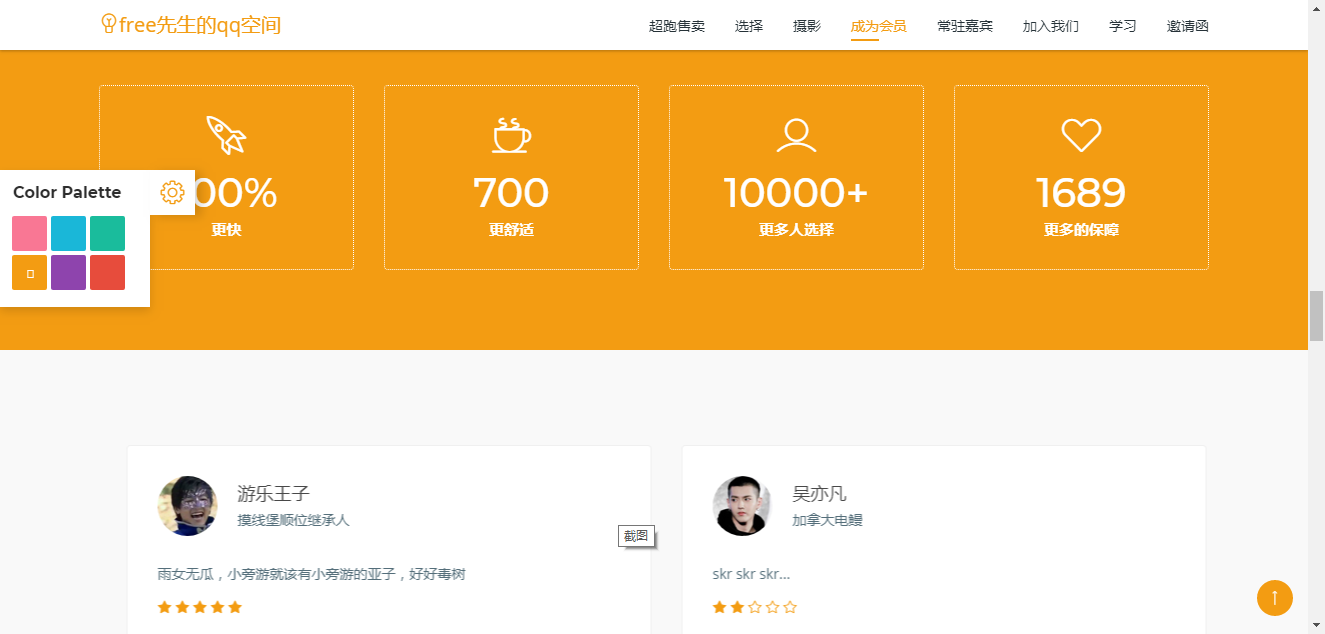 free先生的qq空间
超跑售卖 选择 摄影 成为会员 常驻嘉宾 加入我们 学习 邀请函
00% 700 10000+ 1689
更快 更舒适 更多人选择 更多的保障
Color Palette
游乐王子
摸线堡顺位继承人
雨女无瓜，小旁游就该有小旁游的亚子，好好毒树
吴亦凡
加拿大电鳗
skr skr skr...
截图